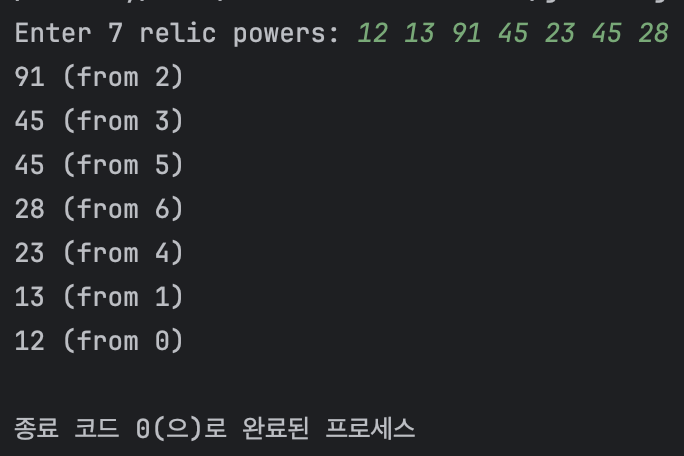 Enter 7 relic powers: 12 13 91 45 23 45 28
91 (from 2)
45 (from 3)
45 (from 5)
28 (from 6)
23 (from 4)
13 (from 1)
12 (from 0)
종료 코드 0(으)로 완료된 프로세스